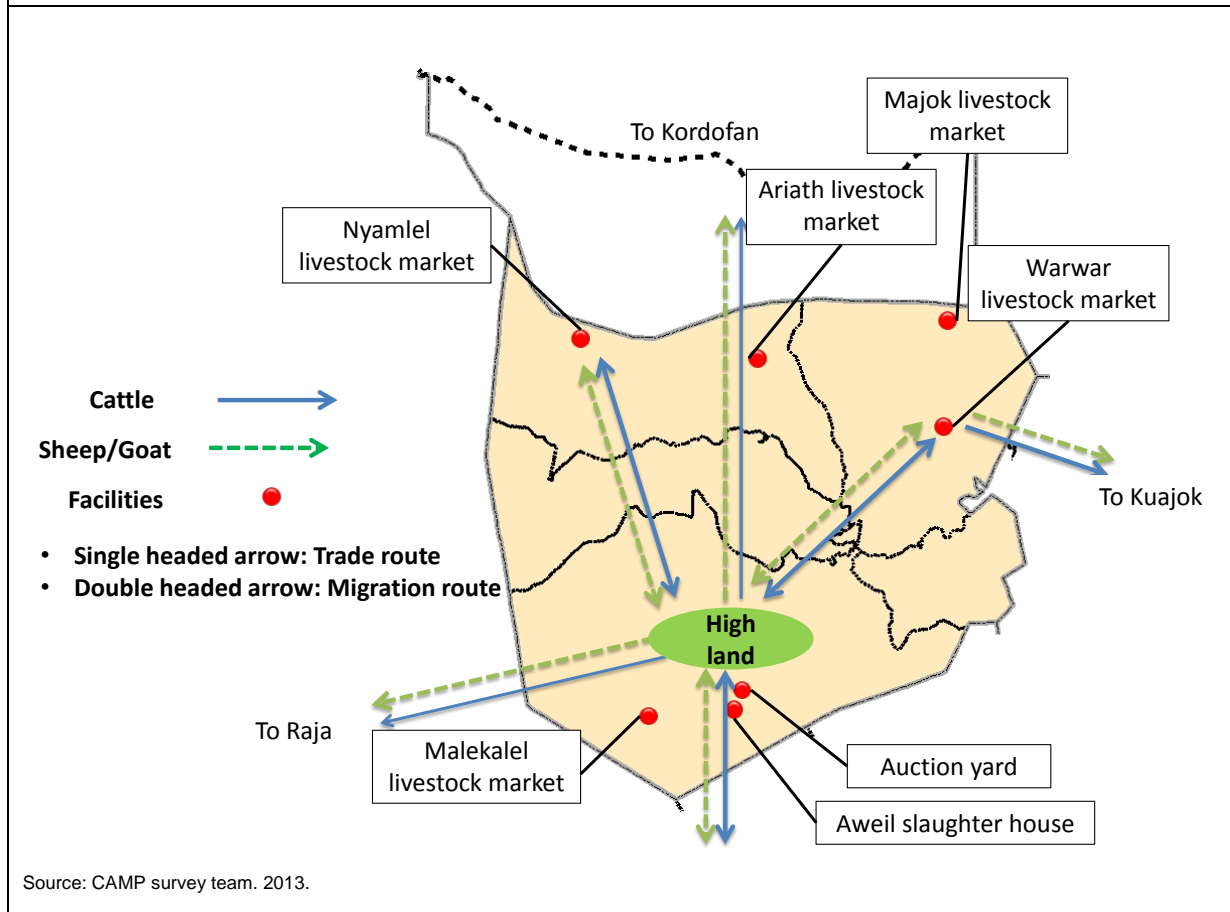 To Kordofan
Majok livestock
market
Ariath livestock
market
Nyamlel
livestock market
Warwar
livestock market
Cattle
Sheep/Goat
Facilities
To Kuajok
• Single headed arrow: Trade route
• Double headed arrow: Migration route
High
land
To Raja
Malekalel
livestock market
Auction yard
Aweil slaughter house
Source: CAMP survey team. 2013.